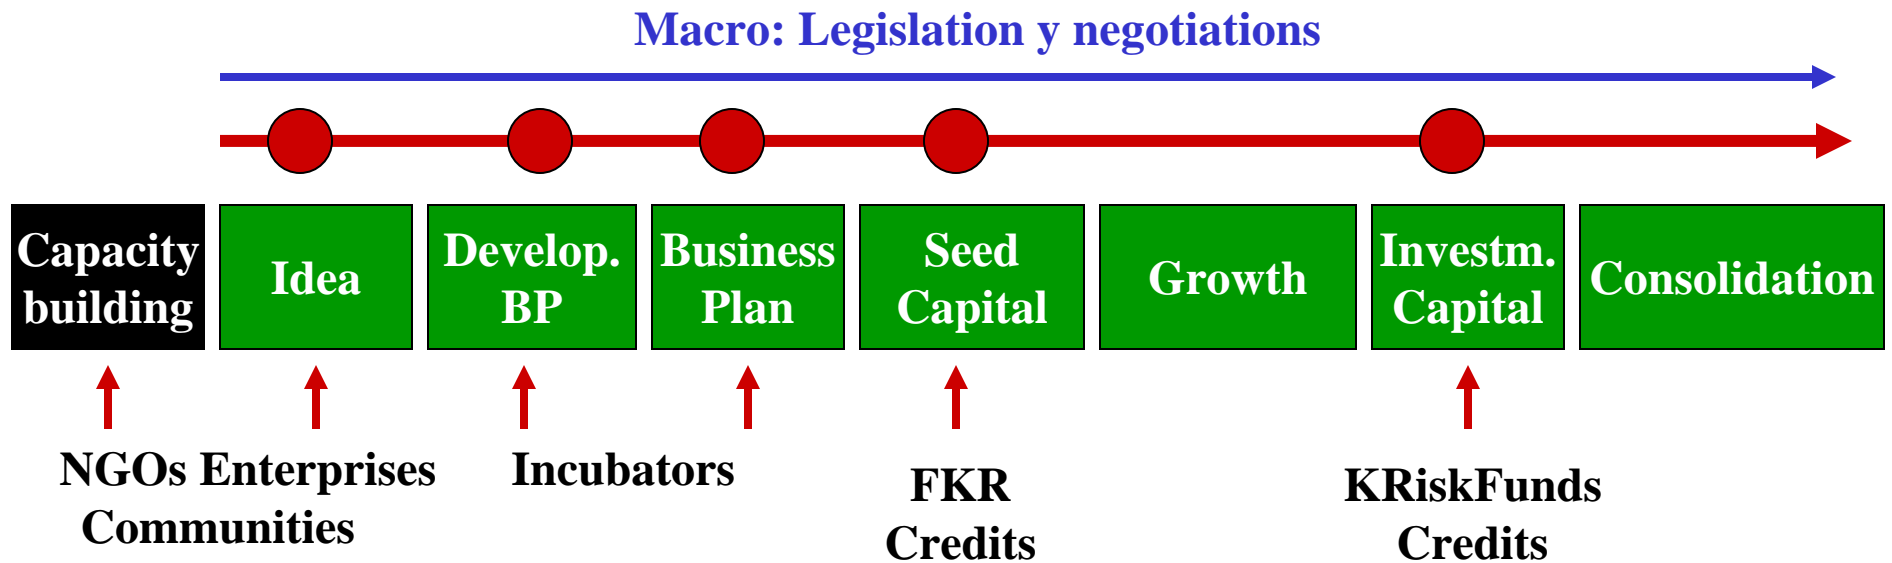 Macro: Legislation y negotiations
Capacity
building
Idea
Develop.
BP
Business
Plan
Seed
Capital
Growth
Investm.
Capital
Consolidation
NGOs Enterprises
Communities
Incubators
FKR
Credits
KRiskFunds
Credits